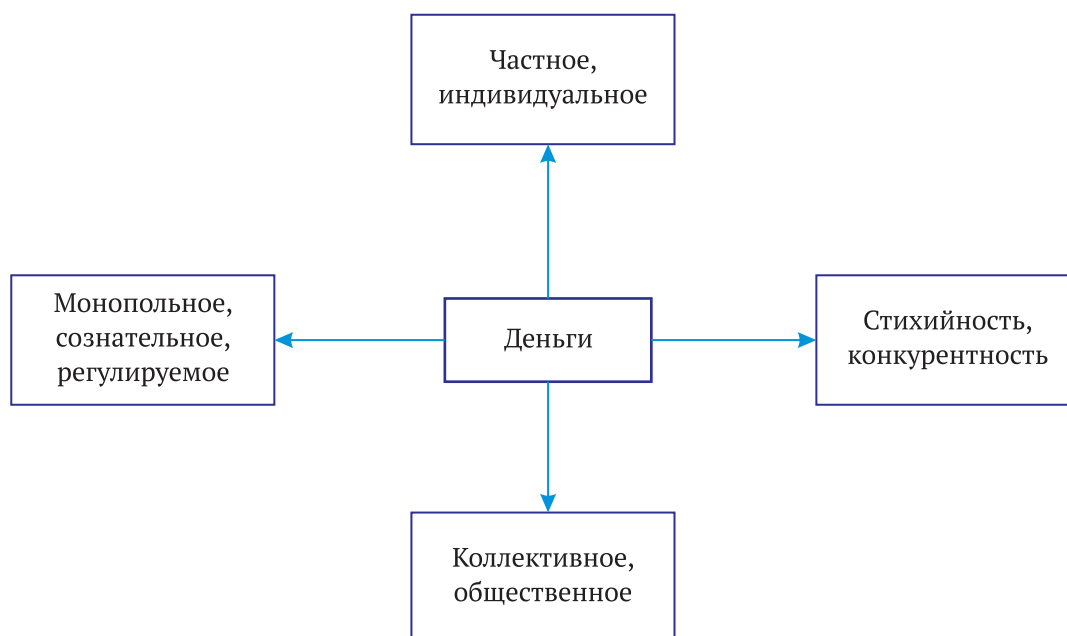 Частное,
индивидуальное
Монопольное,
сознательное,
регулируемое
Деньги
Стихийность,
конкурентность
Коллективное,
общественное